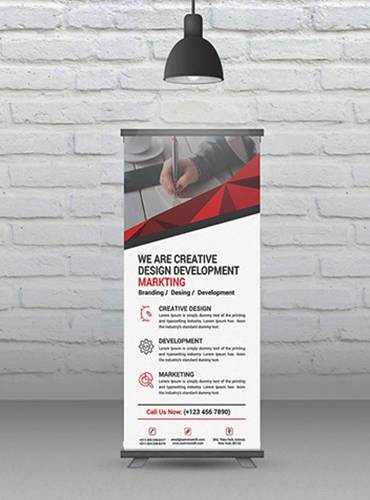 WE ARE CREATIVE
DESIGN DEVELOPMENT
MARKTING
Branding / Desing / Development
CREATIVE DESIGN
Lorem Ipsum is simply dummy text of the printing
and typesetting industry Lorem Ipsum has been
the industry's standard dummy text
DEVELOPMENT
Lorem Ipsum is simply dummy text of the printing
and typesetting industry Lorem Ipsum has been
the industry's standard dummy text
MARKETING
Lorem Ipsum is simply dummy text of the printing
and typesetting industry Lorem Ipsum has been
the industry's standard dummy text
Call Us Now: (+123 456 7890)